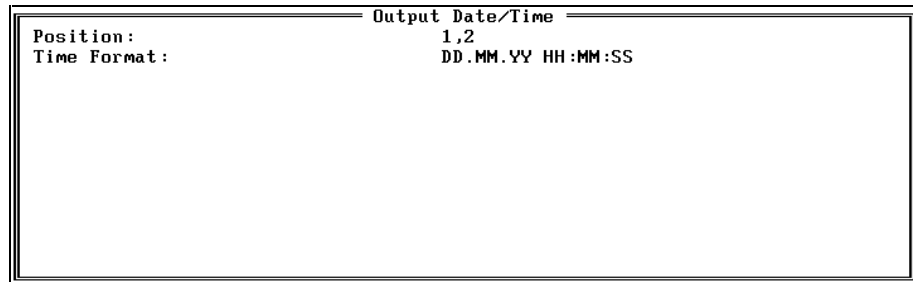 Output Date/Time
Position: 1,2
Time Format: DD.MM.YY HH:MM:SS